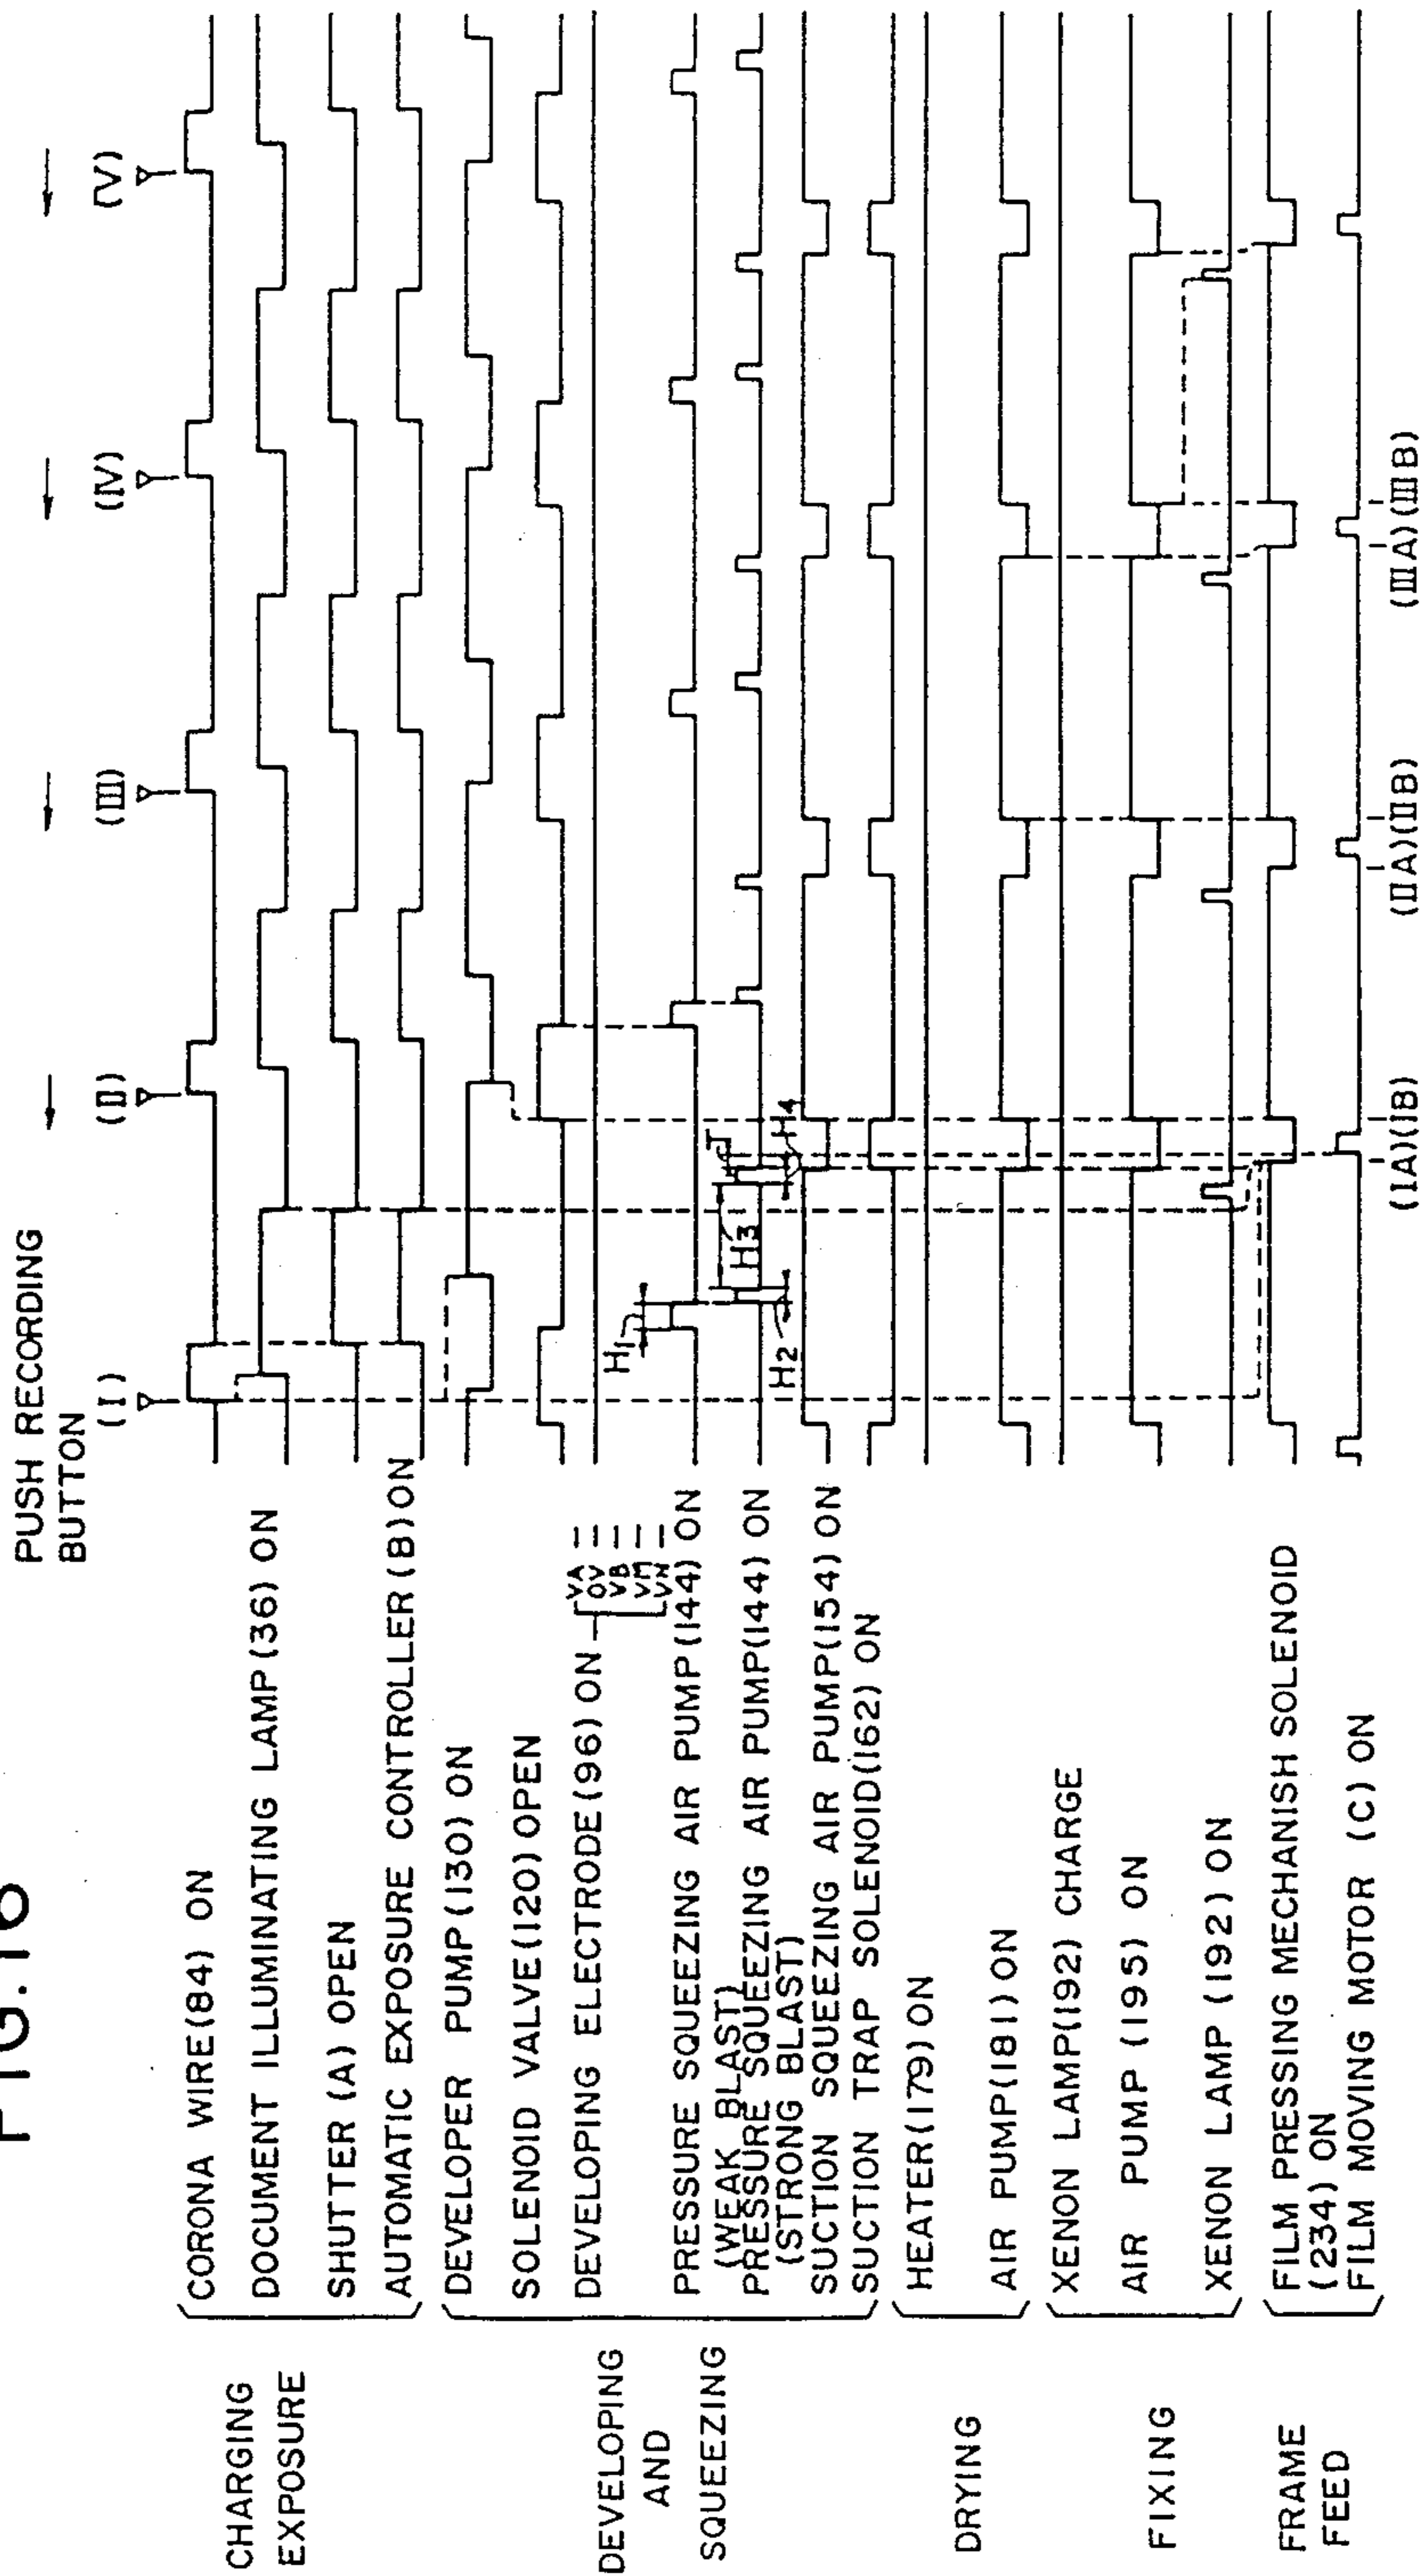 FIG.16
PUSH RECORDING
BUTTON
(I)
(II)
(III)
(IV)
(V)
CHARGING
EXPOSURE
CORONA WIRE(84) ON
DOCUMENT ILLUMINATING LAMP(36) ON
SHUTTER (A) OPEN
AUTOMATIC EXPOSURE CONTROLLER(B)ON
DEVELOPING
AND
SQUEEZING
DEVELOPER PUMP(130) ON
SOLENOID VALVE(120)OPEN
DEVELOPING ELECTRODE(96) ON
VA
OV
VB
VM
VN
PRESSURE SQUEEZING AIR PUMP(144) ON
(WEAK BLAST)
PRESSURE SQUEEZING AIR PUMP(144) ON
(STRONG BLAST)
SUCTION SQUEEZING AIR PUMP(154) ON
SUCTION TRAP SOLENOID(162) ON
H1
H2
H3
H4
T
DRYING
HEATER(179)ON
AIR PUMP(181)ON
FIXING
XENON LAMP(192) CHARGE
AIR PUMP (195) ON
XENON LAMP (192) ON
FRAME
FEED
FILM PRESSING MECHANISH SOLENOID
(234) ON
FILM MOVING MOTOR (C) ON
(IA)(IB)
(IIA)(IIB)
(IIIA)(IIIB)